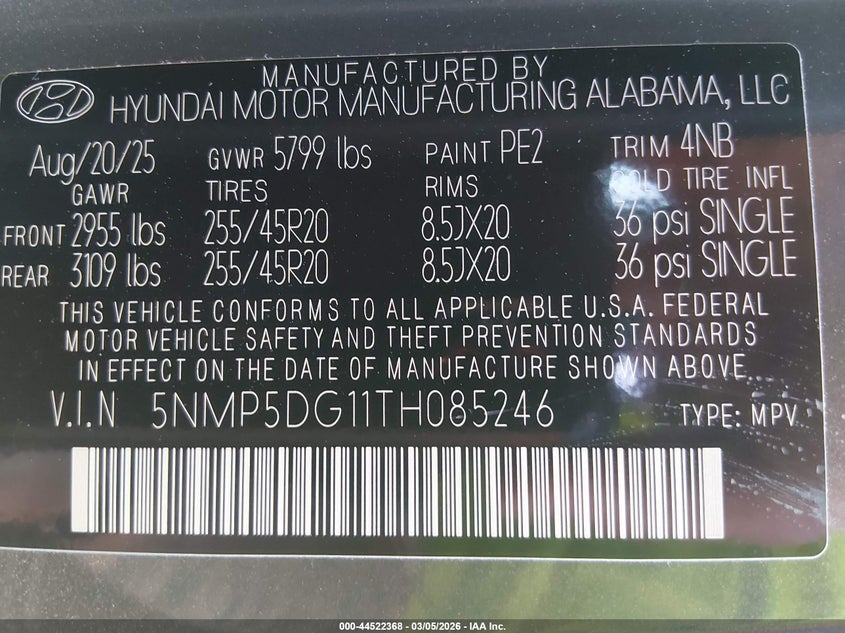 MANUFACTURED BY
HYUNDAI MOTOR MANUFACTURING ALABAMA, LLC
Aug/20/25 GVWR 5799 lbs PAINT PE2 TRIM 4NB
GAWR TIRES RIMS COLD TIRE INFL
FRONT 2955 lbs 255/45R20 8.5JX20 36 psi SINGLE
REAR 3109 lbs 255/45R20 8.5JX20 36 psi SINGLE
THIS VEHICLE CONFORMS TO ALL APPLICABLE U.S.A. FEDERAL
MOTOR VEHICLE SAFETY AND THEFT PREVENTION STANDARDS
IN EFFECT ON THE DATE OF MANUFACTURE SHOWN ABOVE.
V.I.N 5NMP5DG11TH085246 TYPE: MPV
000-44522368 - 03/05/2026 - IAA Inc.